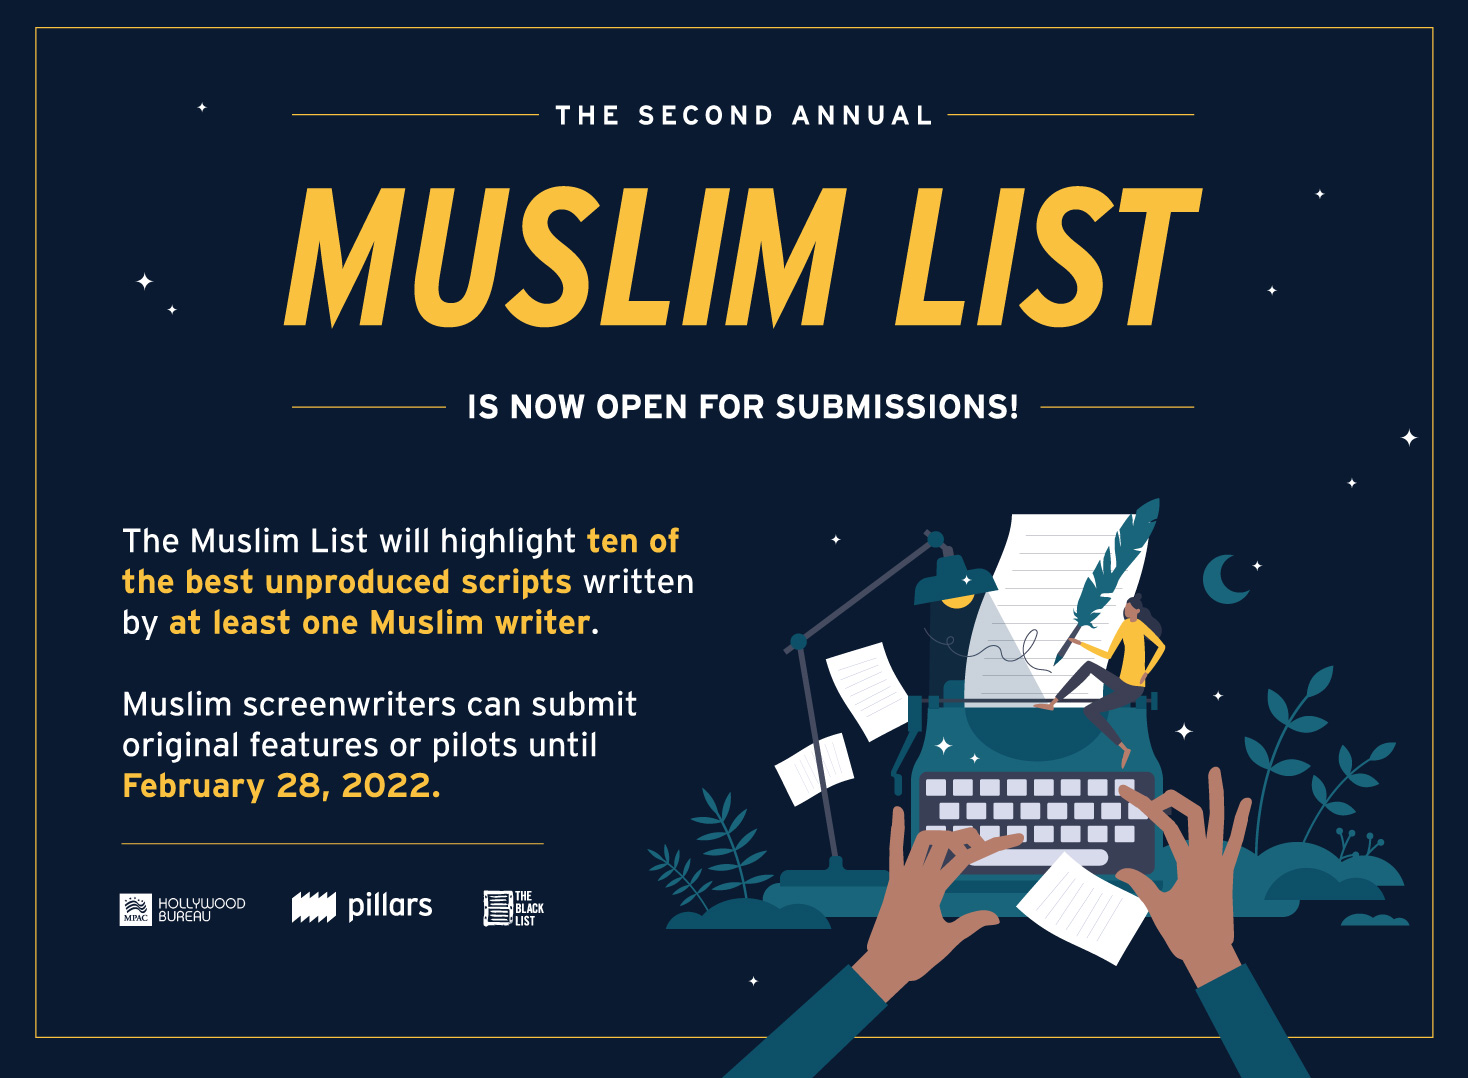 THE SECOND ANNUAL
MUSLIM LIST
IS NOW OPEN FOR SUBMISSIONS!
The Muslim List will highlight ten of
the best unproduced scripts written
by at least one Muslim writer.
Muslim screenwriters can submit
original features or pilots until
February 28, 2022.
MPAC
HOLLYWOOD
BUREAU
pillars
THE
BLACK
LIST